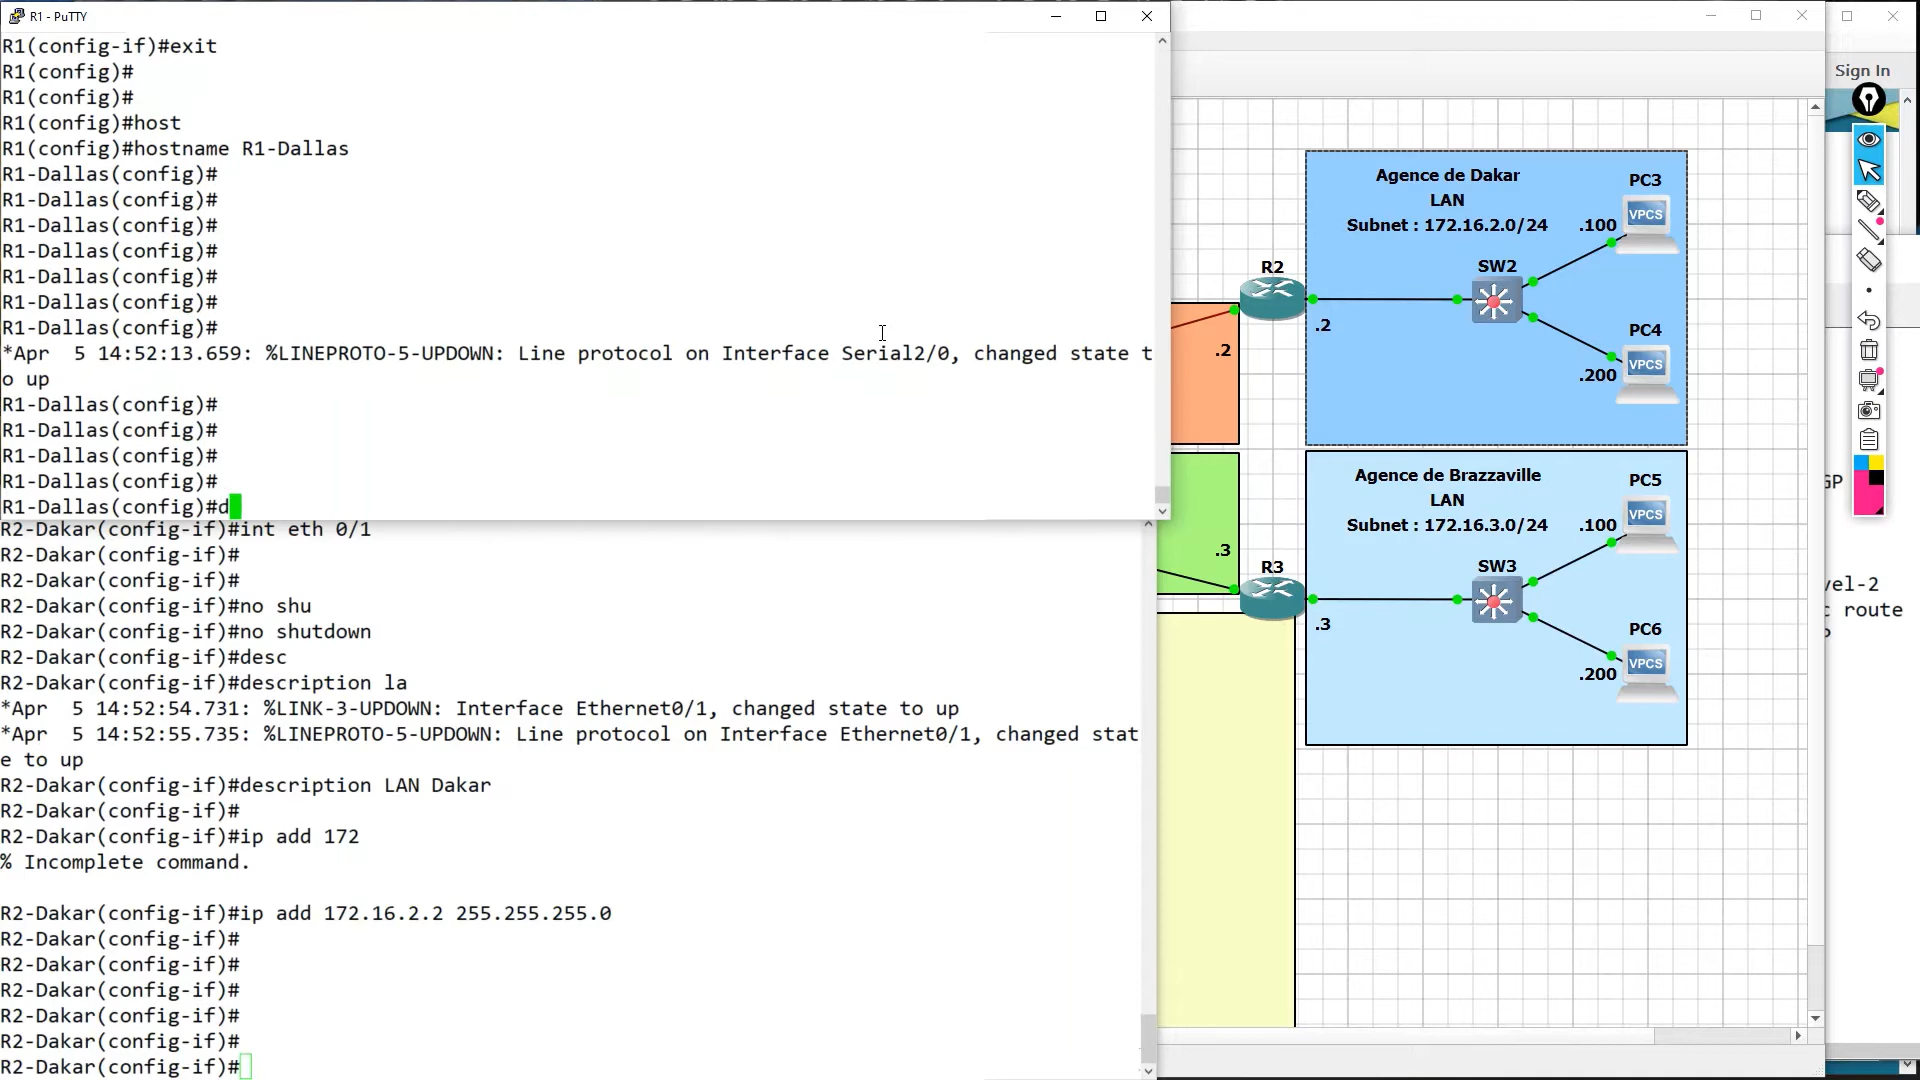 R1 - PuTTY
R1(config-if)#exit
R1(config)#
R1(config)#
R1(config)#host
R1(config)#hostname R1-Dallas
R1-Dallas(config)#
R1-Dallas(config)#
R1-Dallas(config)#
R1-Dallas(config)#
R1-Dallas(config)#
R1-Dallas(config)#
R1-Dallas(config)#
*Apr  5 14:52:13.659: %LINEPROTO-5-UPDOWN: Line protocol on Interface Serial2/0, changed state t
o up
R1-Dallas(config)#
R1-Dallas(config)#
R1-Dallas(config)#
R1-Dallas(config)#
R1-Dallas(config)#d
R2-Dakar(config-if)#int eth 0/1
R2-Dakar(config-if)#
R2-Dakar(config-if)#
R2-Dakar(config-if)#no shu
R2-Dakar(config-if)#no shutdown
R2-Dakar(config-if)#desc
R2-Dakar(config-if)#description la
*Apr  5 14:52:54.731: %LINK-3-UPDOWN: Interface Ethernet0/1, changed state to up
*Apr  5 14:52:55.735: %LINEPROTO-5-UPDOWN: Line protocol on Interface Ethernet0/1, changed stat
e to up
R2-Dakar(config-if)#description LAN Dakar
R2-Dakar(config-if)#
R2-Dakar(config-if)#ip add 172
% Incomplete command.
R2-Dakar(config-if)#ip add 172.16.2.2 255.255.255.0
R2-Dakar(config-if)#
R2-Dakar(config-if)#
R2-Dakar(config-if)#
R2-Dakar(config-if)#
R2-Dakar(config-if)#
R2-Dakar(config-if)#
Agence de Dakar
LAN
Subnet : 172.16.2.0/24
PC3
.100
VPCS
R2
SW2
.2
.2
PC4
VPCS
.200
Agence de Brazzaville
LAN
Subnet : 172.16.3.0/24
PC5
.100
VPCS
.3
R3
SW3
.3
PC6
VPCS
.200
Sign In
GP
vel-2
c route